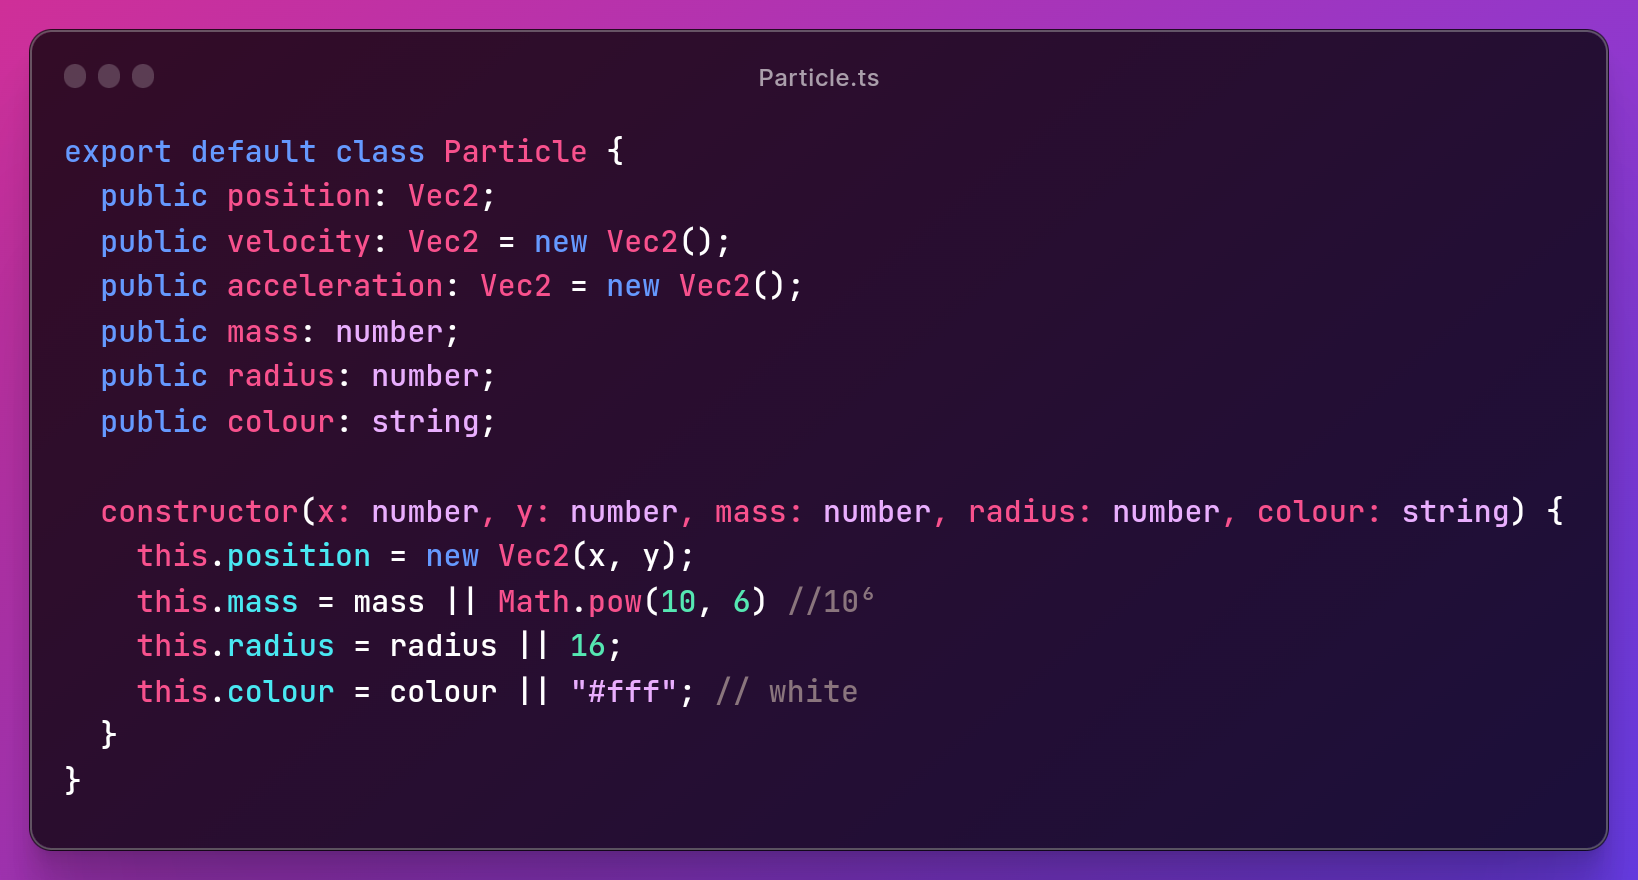 Particle.ts
export default class Particle {
  public position: Vec2;
  public velocity: Vec2 = new Vec2();
  public acceleration: Vec2 = new Vec2();
  public mass: number;
  public radius: number;
  public colour: string;

  constructor(x: number, y: number, mass: number, radius: number, colour: string) {
    this.position = new Vec2(x, y);
    this.mass = mass || Math.pow(10, 6) //10⁶
    this.radius = radius || 16;
    this.colour = colour || "#fff"; // white
  }
}